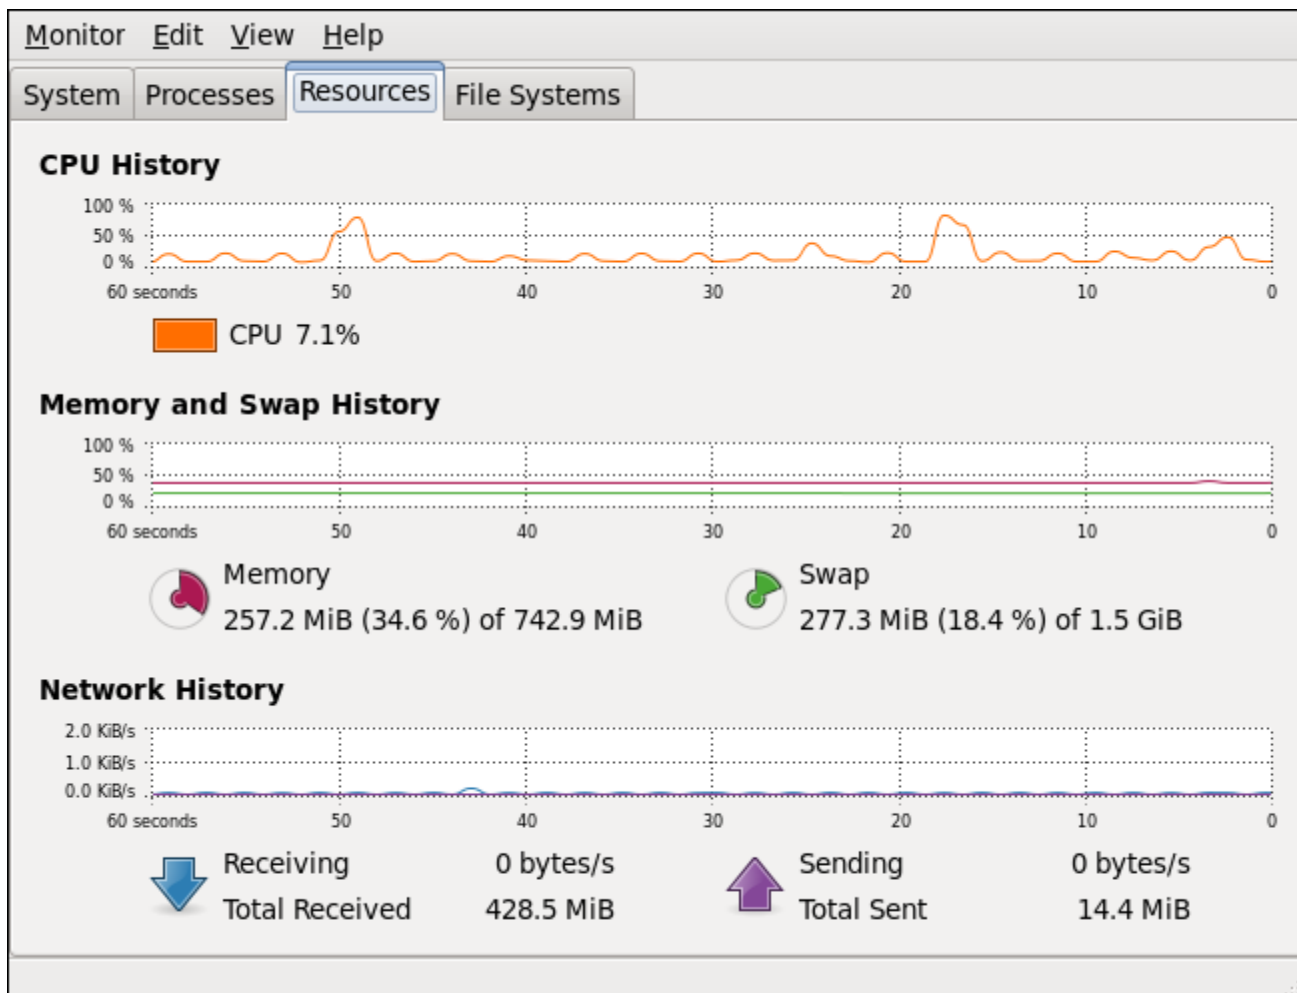 Monitor Edit View Help
System Processes Resources File Systems
CPU History
100 %
50 %
0 %
60 seconds 50 40 30 20 10 0
CPU 7.1%
Memory and Swap History
100 %
50 %
0 %
60 seconds 50 40 30 20 10 0
Memory Swap
257.2 MiB (34.6 %) of 742.9 MiB 277.3 MiB (18.4 %) of 1.5 GiB
Network History
2.0 KiB/s
1.0 KiB/s
0.0 KiB/s
60 seconds 50 40 30 20 10 0
Receiving 0 bytes/s Sending 0 bytes/s
Total Received 428.5 MiB Total Sent 14.4 MiB